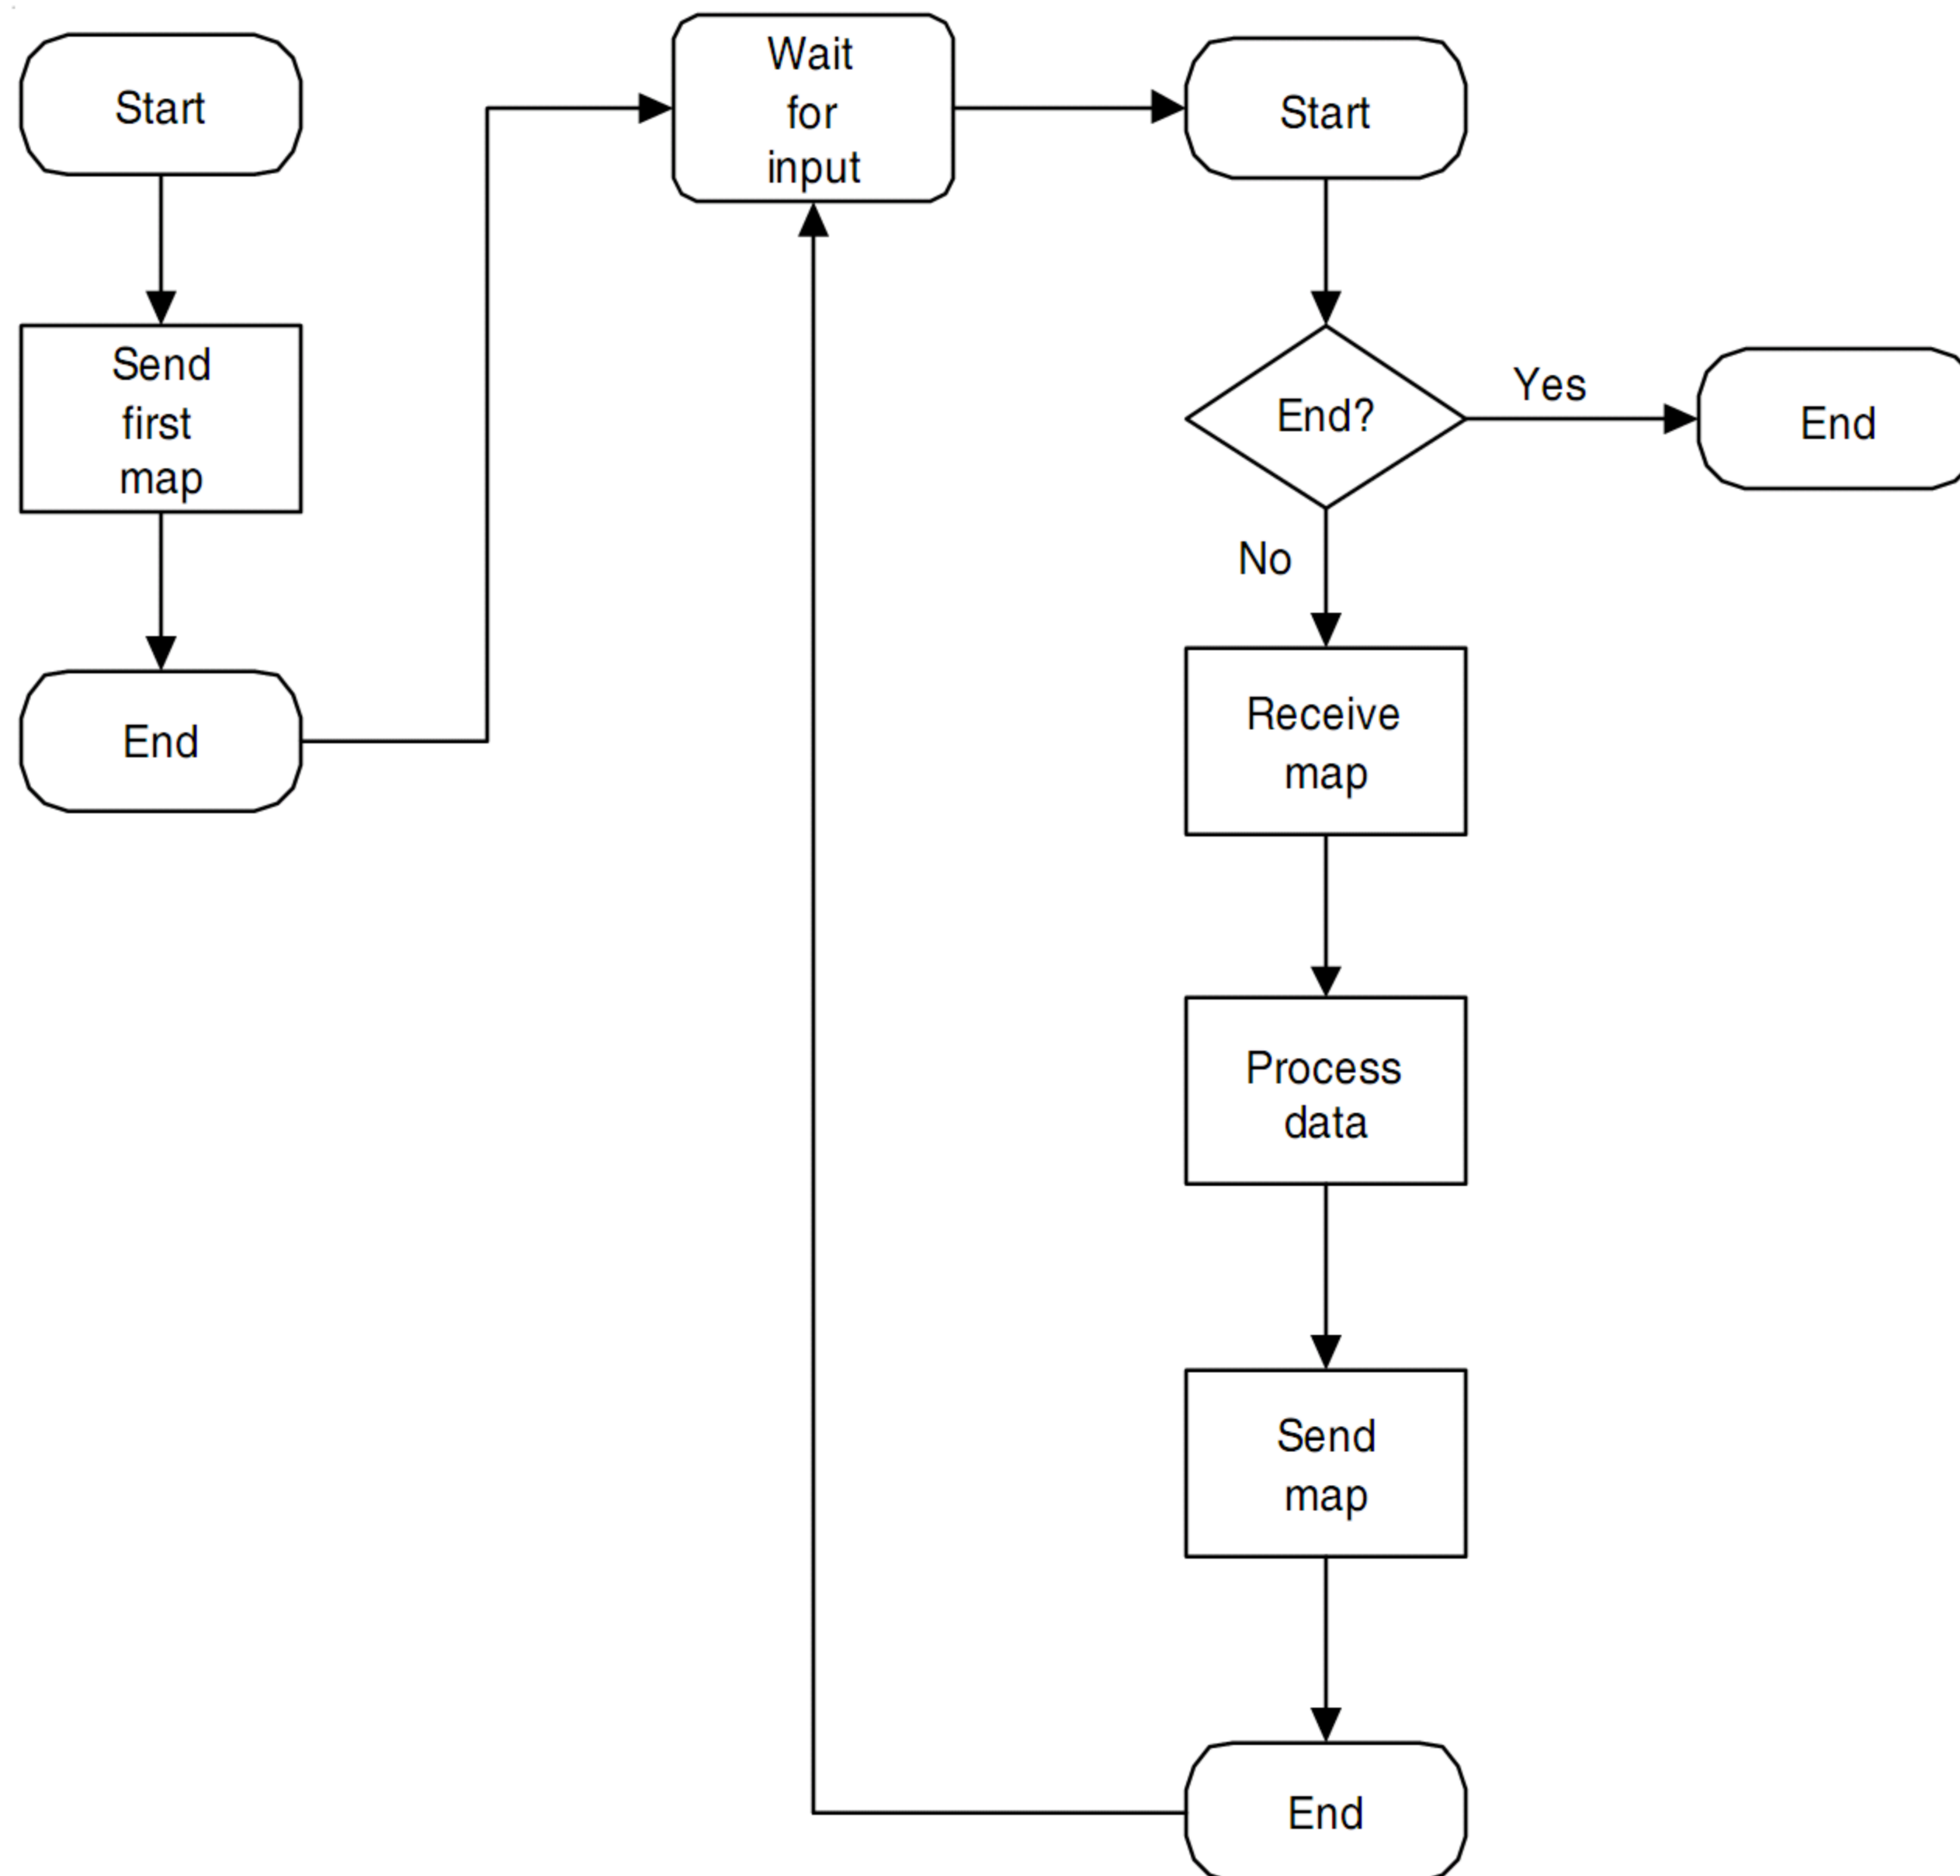 Start
Send
first
map
End
Wait
for
input
Start
End?
Yes
End
No
Receive
map
Process
data
Send
map
End